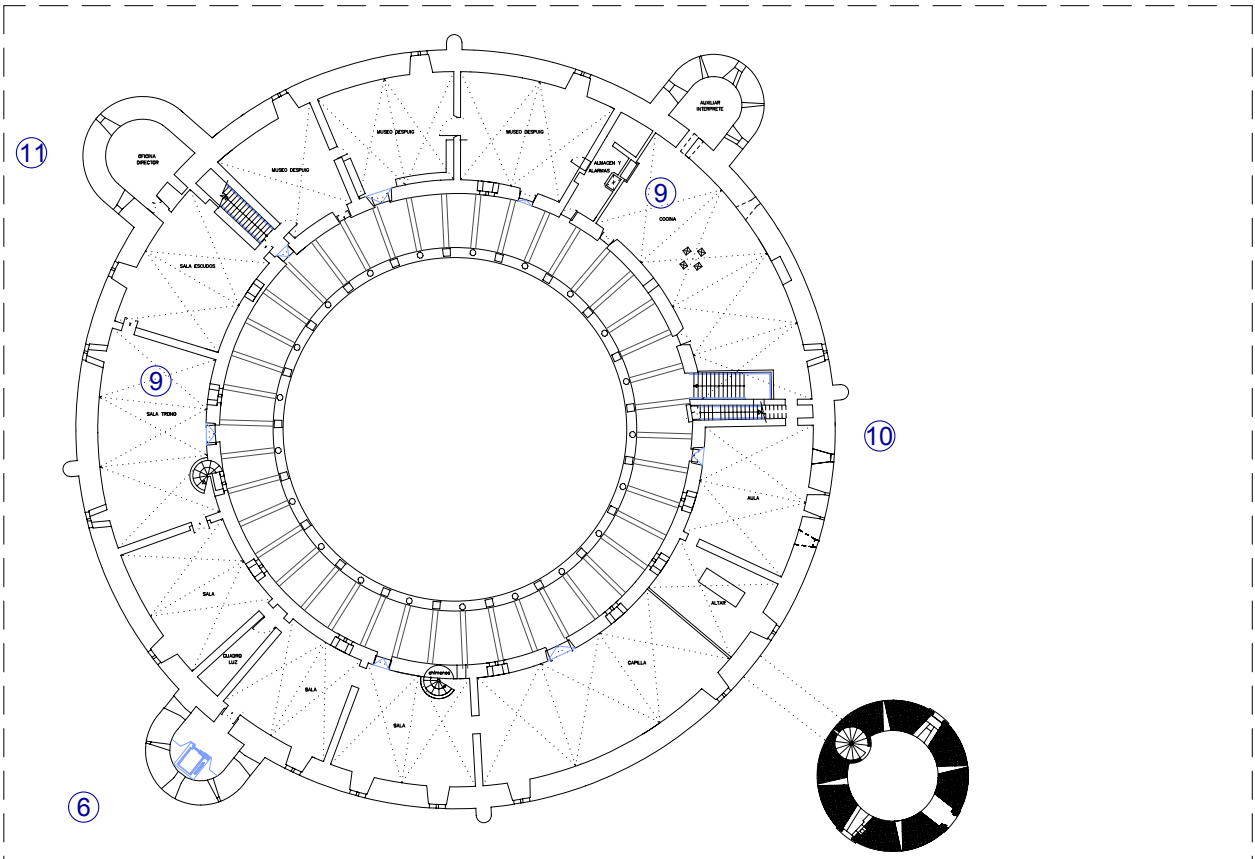 AUXILIAR
INTERPRETE
MUSEO DESPUIG
MUSEO DESPUIG
11
OFICINA
DIRECTOR
ALMACEN Y
ALARMAS
MUSEO DESPUIG
9
COCINA
SALA ESCUDOS
9
SALA TRONO
10
AULA
SALA
ALTAR
CUADRO
LUZ
CAPILLA
chimenea
SALA
SALA
6